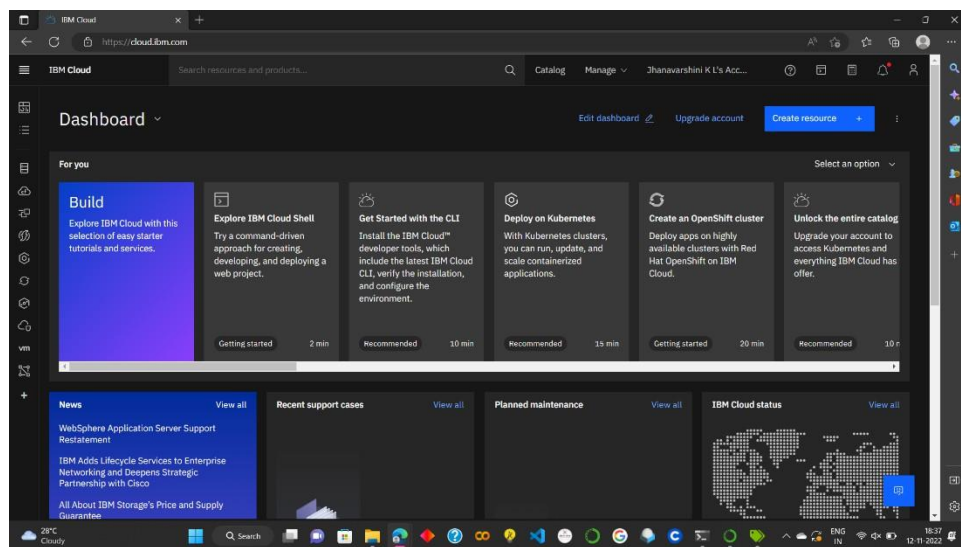 IBM Cloud
https://cloud.ibm.com
IBM Cloud
Search resources and products...
Catalog
Manage
Jhanavarshini K L's Acc...
Dashboard
Edit dashboard
Upgrade account
Create resource +
For you
Select an option
Build
Explore IBM Cloud with this
selection of easy starter
tutorials and services.
Explore IBM Cloud Shell
Try a command-driven
approach for creating,
developing, and deploying a
web project.
Getting started 2 min
Get Started with the CLI
Install the IBM Cloud™
developer tools, which
include the latest IBM Cloud
CLI, verify the installation,
and configure the
environment.
Recommended 10 min
Deploy on Kubernetes
With Kubernetes clusters,
you can run, update, and
scale containerized
applications.
Recommended 15 min
Create an OpenShift cluster
Deploy apps on highly
available clusters with Red
Hat OpenShift on IBM
Cloud.
Getting started 20 min
Unlock the entire catalog
Upgrade your account to
access Kubernetes and
everything IBM Cloud has
offer.
Recommended 10
vm
News View all
WebSphere Application Server Support
Restatement
IBM Adds Lifecycle Services to Enterprise
Networking and Deepens Strategic
Partnership with Cisco
All About IBM Storage's Price and Supply
Guarantee
Recent support cases View all
Planned maintenance View all
IBM Cloud status View all
28°C
Cloudy
Search
ENG
IN
18:37
12-11-2022